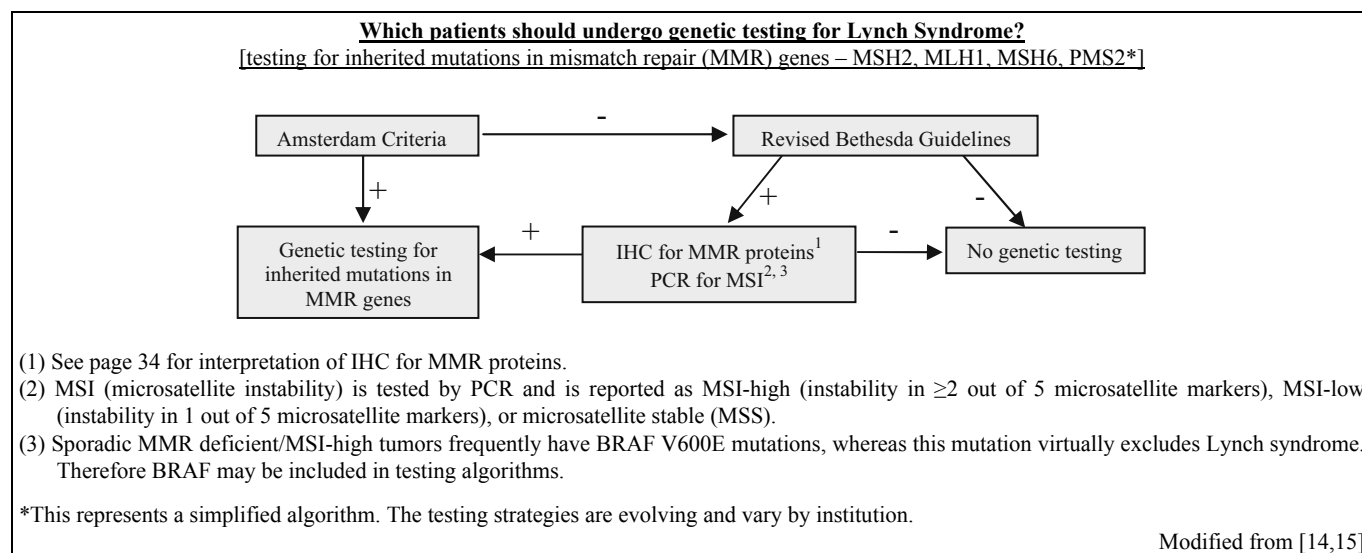 Which patients should undergo genetic testing for Lynch Syndrome?
[testing for inherited mutations in mismatch repair (MMR) genes – MSH2, MLH1, MSH6, PMS2*]
-
Amsterdam Criteria
Revised Bethesda Guidelines
+
+
-
+
-
Genetic testing for
inherited mutations in
MMR genes
IHC for MMR proteins1
PCR for MSI2, 3
No genetic testing
(1) See page 34 for interpretation of IHC for MMR proteins.
(2) MSI (microsatellite instability) is tested by PCR and is reported as MSI-high (instability in ≥2 out of 5 microsatellite markers), MSI-low
(instability in 1 out of 5 microsatellite markers), or microsatellite stable (MSS).
(3) Sporadic MMR deficient/MSI-high tumors frequently have BRAF V600E mutations, whereas this mutation virtually excludes Lynch syndrome.
Therefore BRAF may be included in testing algorithms.
*This represents a simplified algorithm. The testing strategies are evolving and vary by institution.
Modified from [14,15]